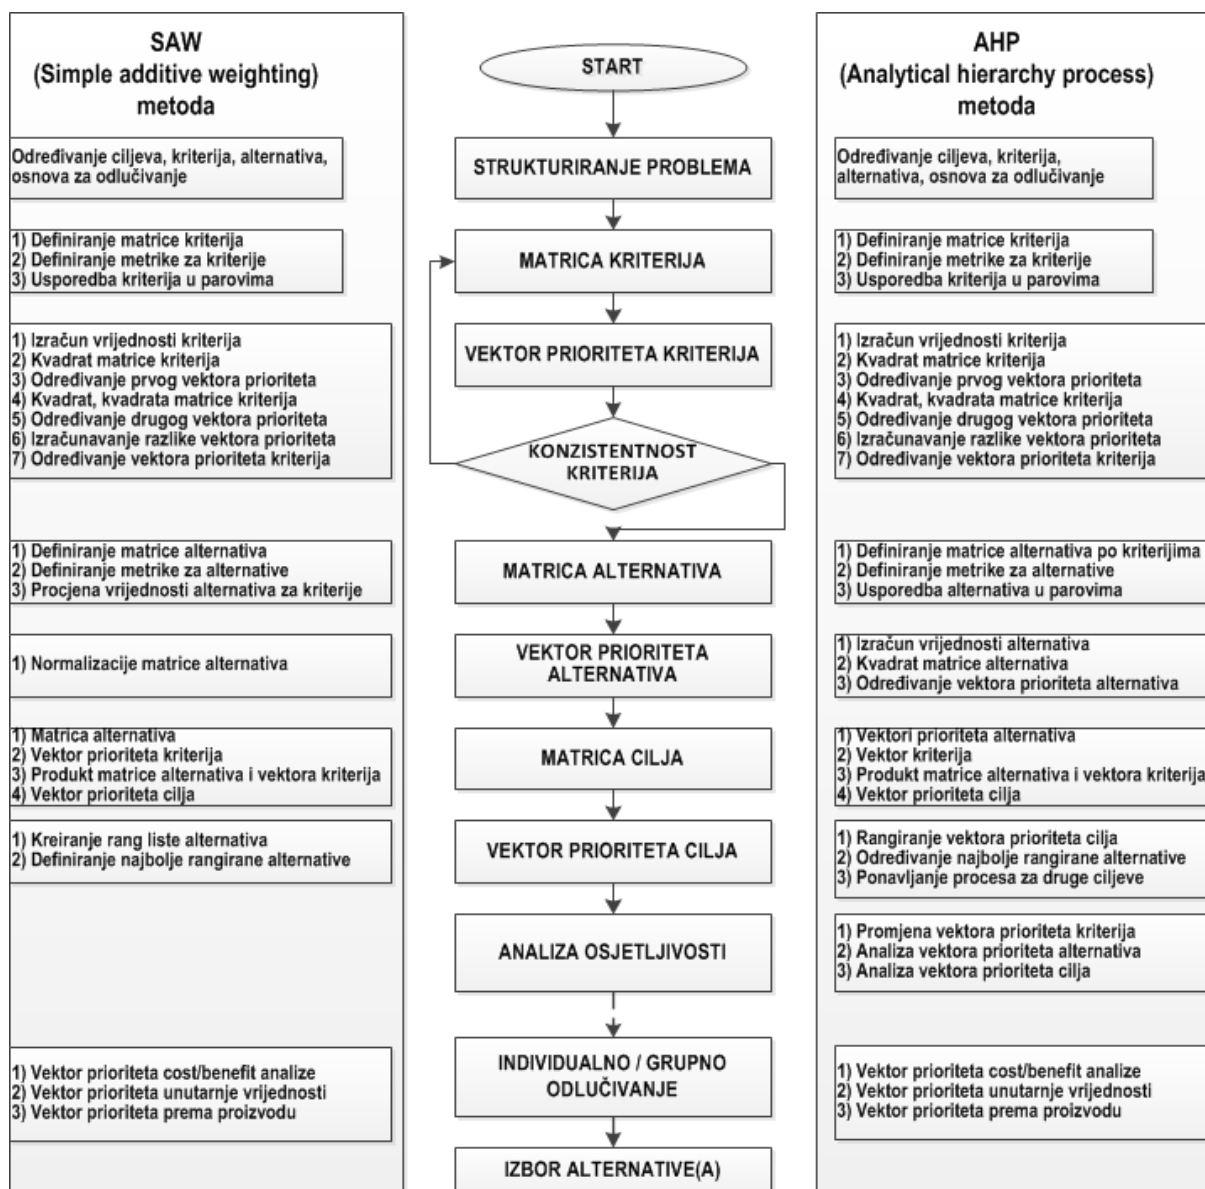 SAW
(Simple additive weighting)
metoda
Određivanje ciljeva, kriterija, alternativa,
osnova za odlučivanje
1) Definiranje matrice kriterija
2) Definiranje metrike za kriterije
3) Usporedba kriterija u parovima
1) Izračun vrijednosti kriterija
2) Kvadrat matrice kriterija
3) Određivanje prvog vektora prioriteta
4) Kvadrat, kvadrata matrice kriterija
5) Određivanje drugog vektora prioriteta
6) Izračunavanje razlike vektora prioriteta
7) Određivanje vektora prioriteta kriterija
1) Definiranje matrice alternativa
2) Definiranje metrike za alternative
3) Procjena vrijednosti alternativa za kriterije
1) Normalizacije matrice alternativa
1) Matrica alternativa
2) Vektor prioriteta kriterija
3) Produkt matrice alternativa i vektora kriterija
4) Vektor prioriteta cilja
1) Kreiranje rang liste alternativa
2) Definiranje najbolje rangirane alternative
1) Vektor prioriteta cost/benefit analize
2) Vektor prioriteta unutarnje vrijednosti
3) Vektor prioriteta prema proizvodu
START
STRUKTURIRANJE PROBLEMA
MATRICA KRITERIJA
VEKTOR PRIORITETA KRITERIJA
KONZISTENTNOST
KRITERIJA
MATRICA ALTERNATIVA
VEKTOR PRIORITETA
ALTERNATIVA
MATRICA CILJA
VEKTOR PRIORITETA CILJA
ANALIZA OSJETLJIVOSTI
INDIVIDUALNO / GRUPNO
ODLUČIVANJE
IZBOR ALTERNATIVE(A)
AHP
(Analytical hierarchy process)
metoda
Određivanje ciljeva, kriterija,
alternativa, osnova za odlučivanje
1) Definiranje matrice kriterija
2) Definiranje metrike za kriterije
3) Usporedba kriterija u parovima
1) Izračun vrijednosti kriterija
2) Kvadrat matrice kriterija
3) Određivanje prvog vektora prioriteta
4) Kvadrat, kvadrata matrice kriterija
5) Određivanje drugog vektora prioriteta
6) Izračunavanje razlike vektora prioriteta
7) Određivanje vektora prioriteta kriterija
1) Definiranje matrice alternativa po kriterijima
2) Definiranje metrike za alternative
3) Usporedba alternativa u parovima
1) Izračun vrijednosti alternativa
2) Kvadrat matrice alternativa
3) Određivanje vektora prioriteta alternativa
1) Vektori prioriteta alternativa
2) Vektor kriterija
3) Produkt matrice alternativa i vektora kriterija
4) Vektor prioriteta cilja
1) Rangiranje vektora prioriteta cilja
2) Određivanje najbolje rangirane alternative
3) Ponavljanje procesa za druge ciljeve
1) Promjena vektora prioriteta kriterija
2) Analiza vektora prioriteta alternativa
3) Analiza vektora prioriteta cilja
1) Vektor prioriteta cost/benefit analize
2) Vektor prioriteta unutarnje vrijednosti
3) Vektor prioriteta prema proizvodu